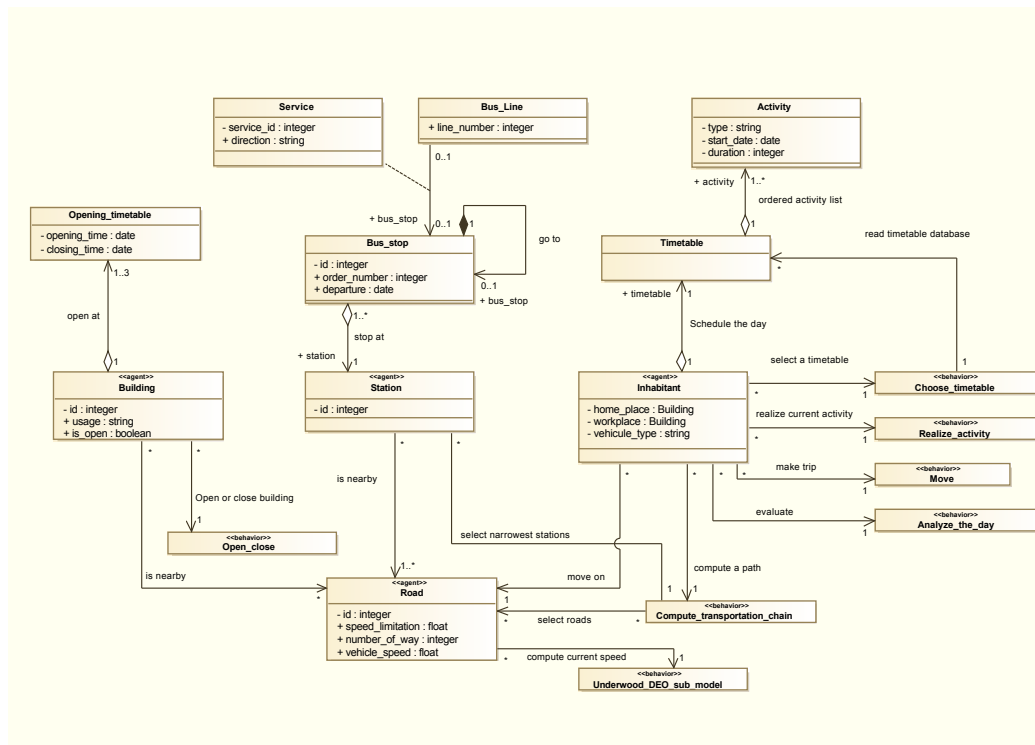 Service
- service_id : integer
+ direction : string
Bus_Line
+ line_number : integer
Activity
- type : string
- start_date : date
- duration : integer
0..1
+ bus_stop
0..1
+ activity
1..*
ordered activity list
1
Opening_timetable
- opening_time : date
- closing_time : date
1..3
open at
1
Bus_stop
- id : integer
+ order_number : integer
+ departure : date
1
go to
0..1
+ bus_stop
Timetable
read timetable database
*
+ timetable
1
Schedule the day
1
1..*
stop at
+ station
1
<<agent>>
Building
- id : integer
+ usage : string
+ is_open : boolean
<<agent>>
Station
- id : integer
<<agent>>
Inhabitant
- home_place : Building
- workplace : Building
- vehicule_type : string
select a timetable
*
1
1
<<behavior>>
Choose_timetable
realize current activity
*
1
<<behavior>>
Realize_activity
make trip
*
1
<<behavior>>
Move
evaluate
*
1
<<behavior>>
Analyze_the_day
*
*
Open or close building
1
<<behavior>>
Open_close
is nearby
*
*
is nearby
1..*
*
select narrowest stations
1
*
move on
1
*
compute a path
1
<<agent>>
Road
- id : integer
+ speed_limitation : float
+ number_of_way : integer
+ vehicle_speed : float
<<behavior>>
Compute_transportation_chain
*
select roads
*
*
compute current speed
1
<<behavior>>
Underwood_DEO_sub_model